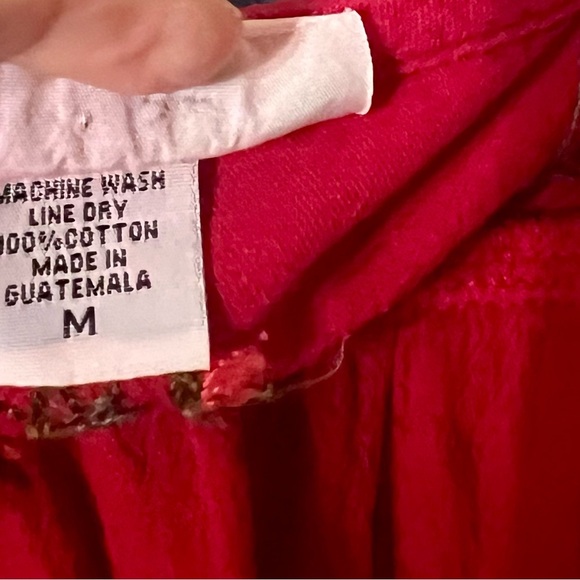 MACHINE WASH
LINE DRY
100% COTTON
MADE IN
GUATEMALA
M